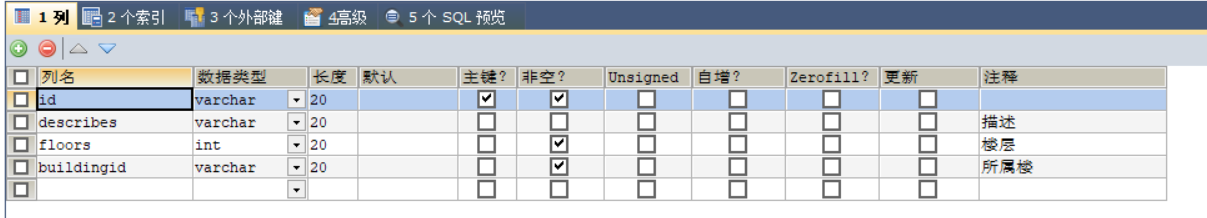 1 列 2 个索引 3 个外部键 4高级 5 个 SQL 预览
列名 数据类型 长度 默认 主键? 非空? Unsigned 自增? Zerofill? 更新 注释
id varchar 20
describes varchar 20 描述
floors int 20 楼层
buildingid varchar 20 所属楼